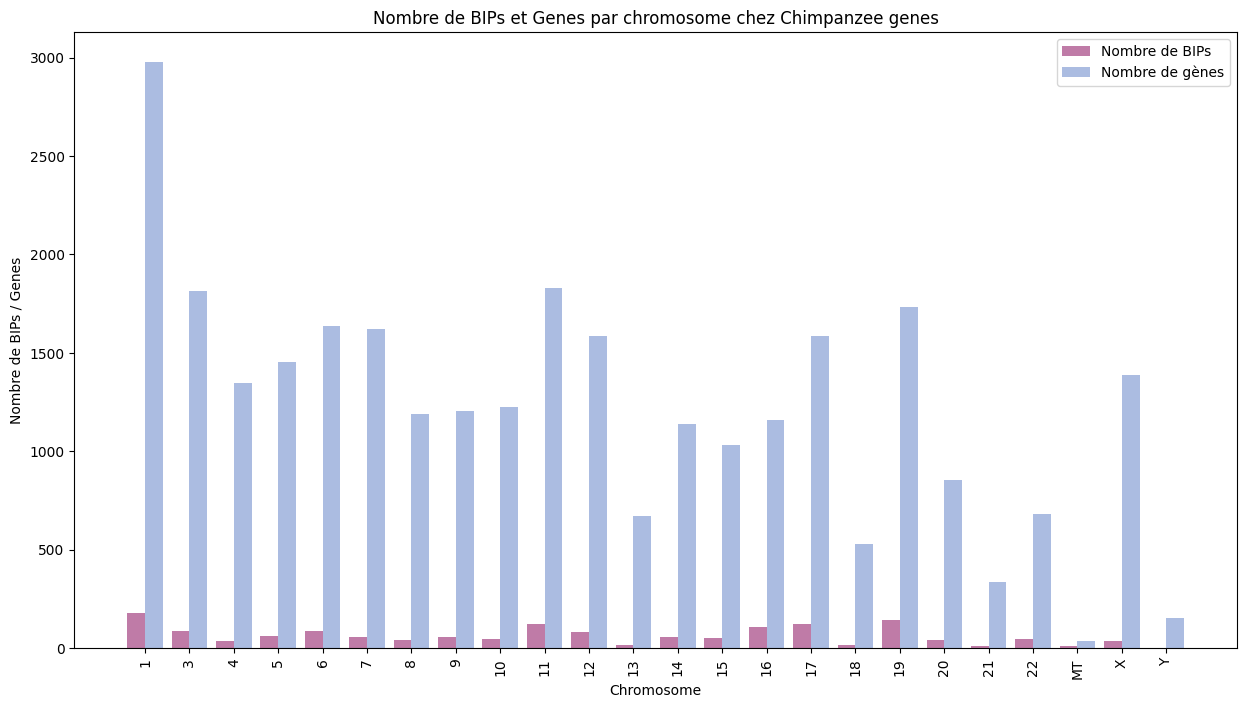 Nombre de BIPs et Genes par chromosome chez Chimpanzee genes
Nombre de BIPs
Nombre de gènes
Nombre de BIPs / Genes
3000
2500
2000
1500
1000
500
0
1 3 4 5 6 7 8 9 10 11 12 13 14 15 16 17 18 19 20 21 22 MT X Y
Chromosome